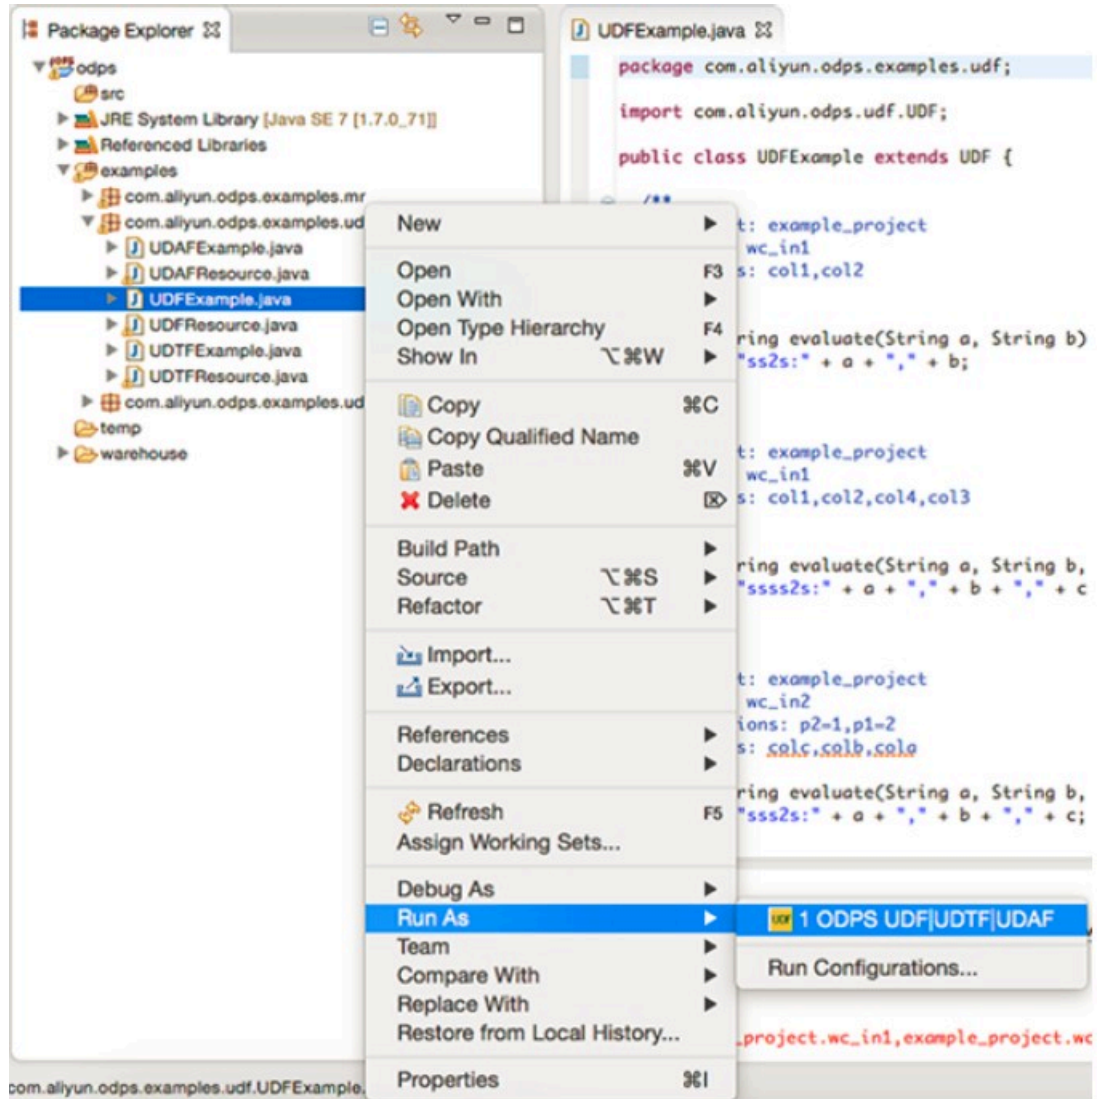 Package Explorer
odps
src
JRE System Library [Java SE 7 [1.7.0_71]]
Referenced Libraries
examples
com.aliyun.odps.examples.mr
com.aliyun.odps.examples.ud
UDAFExample.java
UDAFResource.java
UDFExample.java
UDFResource.java
UDTFExample.java
UDTFResource.java
com.aliyun.odps.examples.ud
temp
warehouse
com.aliyun.odps.examples.udf.UDFExample.
New
Open F3
Open With
Open Type Hierarchy F4
Show In ⌥⌘W
Copy ⌘C
Copy Qualified Name
Paste ⌘V
Delete ⌦
Build Path
Source ⌥⌘S
Refactor ⌥⌘T
Import...
Export...
References
Declarations
Refresh F5
Assign Working Sets...
Debug As
Run As
Team
Compare With
Replace With
Restore from Local History...
Properties ⌘I
UDF 1 ODPS UDF|UDTF|UDAF
Run Configurations...
UDFExample.java
package com.aliyun.odps.examples.udf;
import com.aliyun.odps.udf.UDF;
public class UDFExample extends UDF {
/**
t: example_project
wc_in1
s: col1,col2
ring evaluate(String a, String b)
"ss2s:" + a + "," + b;
t: example_project
wc_in1
s: col1,col2,col4,col3
ring evaluate(String a, String b,
"ssss2s:" + a + "," + b + "," + c
t: example_project
wc_in2
ions: p2=1,p1=2
s: colc,colb,cola
ring evaluate(String a, String b,
"sss2s:" + a + "," + b + "," + c;
_project.wc_in1,example_project.wc